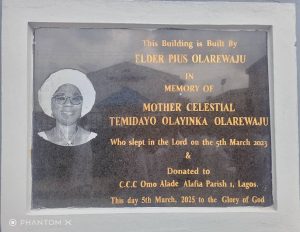 This Building is Built By
ELDER PIUS OLAREWAJU
IN
MEMORY OF
MOTHER CELESTIAL
TEMIDAYO OLAYINKA OLAREWAJU
Who slept in the Lord on the 5th March 2023
&
Donated to
C.C.C Omo Alade Alafia Parish 1, Lagos.
This day 5th March, 2025 to the Glory of God
PHANTOM X